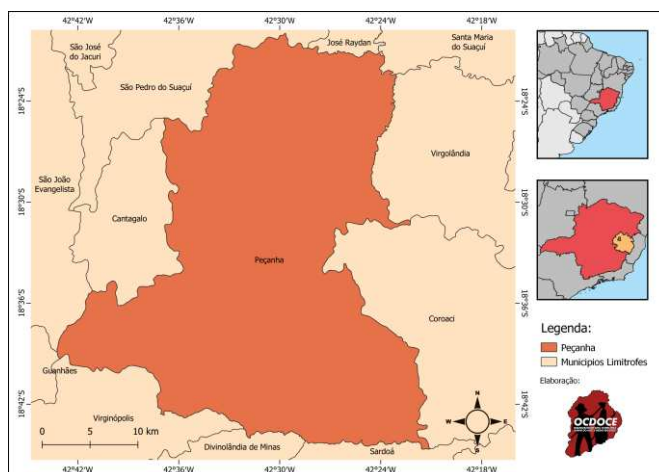 42°42'W 42°36'W 42°30'W 42°24'W 42°18'W
São José
do Jacuri
José Raydan
Santa Maria
do Suaçuí
São Pedro do Suaçuí
18°24'S
18°24'S
Virgolândia
São João
Evangelista
18°30'S
18°30'S
Cantagalo
Peçanha
18°36'S
18°36'S
Coroaci
Guanhães
18°42'S
18°42'S
Virginópolis
0 5 10 km
Divinolândia de Minas
Sardoá
N
W E
S
42°42'W 42°36'W 42°30'W 42°24'W 42°18'W
Legenda:
Peçanha
Municipios Limitrofes
Elaboração:
OCDOCE